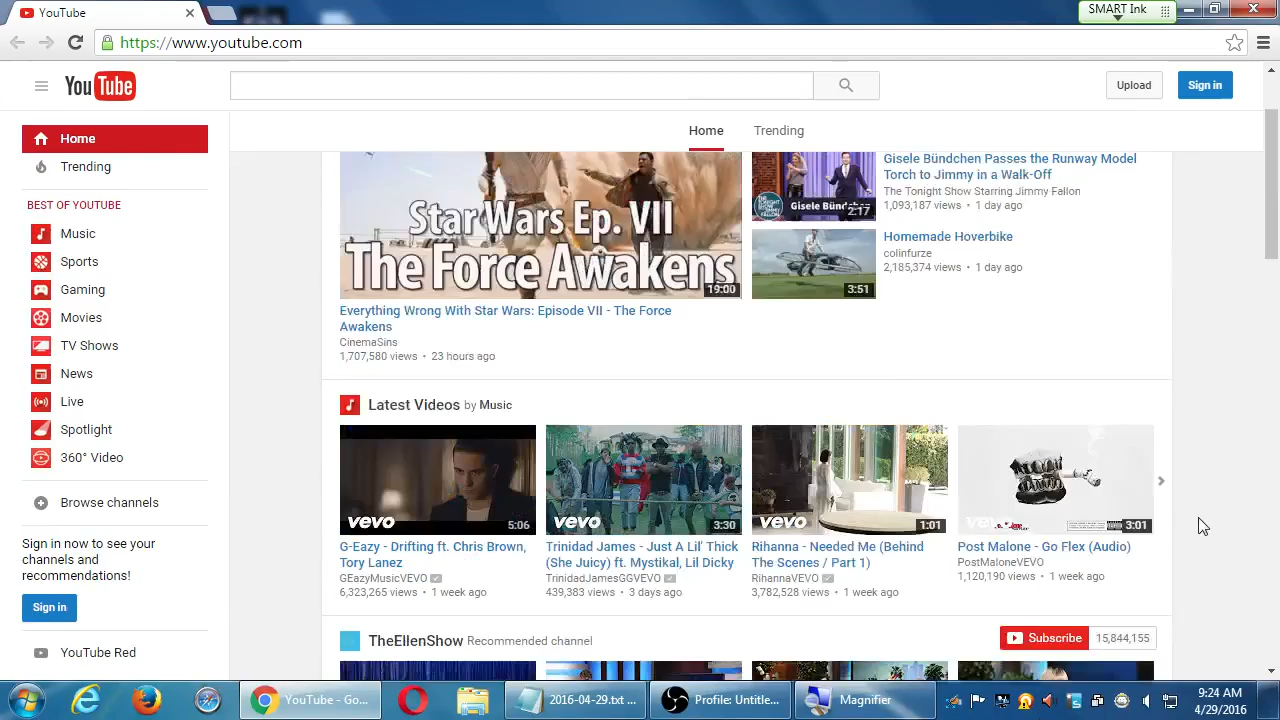 YouTube
SMART Ink
https://www.youtube.com
YouTube
Upload
Sign in
Home
Trending
Home
Trending
BEST OF YOUTUBE
Music
Sports
Gaming
Movies
TV Shows
News
Live
Spotlight
360° Video
Browse channels
Sign in now to see your
channels and
recommendations!
Sign in
YouTube Red
Star Wars Ep. VII
The Force Awakens
19:00
Everything Wrong With Star Wars: Episode VII - The Force
Awakens
CinemaSins
1,707,580 views • 23 hours ago
2:17
Gisele Bündchen Passes the Runway Model
Torch to Jimmy in a Walk-Off
The Tonight Show Starring Jimmy Fallon
1,093,187 views • 1 day ago
3:51
Homemade Hoverbike
colinfurze
2,185,374 views • 1 day ago
Latest Videos by Music
vevo
5:06
G-Eazy - Drifting ft. Chris Brown,
Tory Lanez
GEazyMusicVEVO
6,323,265 views • 1 week ago
vevo
3:30
Trinidad James - Just A Lil' Thick
(She Juicy) ft. Mystikal, Lil Dicky
TrinidadJamesGGVEVO
439,383 views • 3 days ago
vevo
1:01
Rihanna - Needed Me (Behind
The Scenes / Part 1)
RihannaVEVO
3,782,528 views • 1 week ago
vevo
3:01
Post Malone - Go Flex (Audio)
PostMaloneVEVO
1,120,190 views • 1 week ago
TheEllenShow Recommended channel
Subscribe
15,844,155
YouTube - Go...
2016-04-29.txt ...
Profile: Untitle...
Magnifier
9:24 AM
4/29/2016